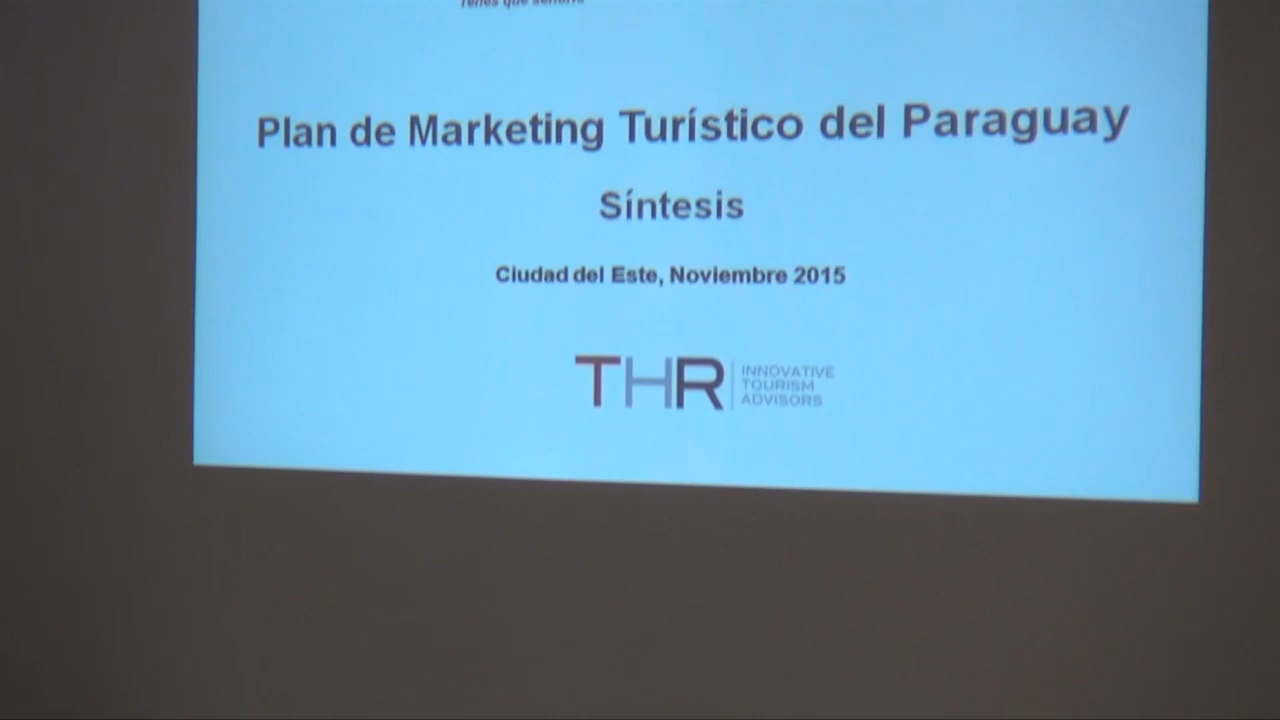 Plan de Marketing Turístico del Paraguay
Síntesis
Ciudad del Este, Noviembre 2015
THR
INNOVATIVE
TOURISM
ADVISORS